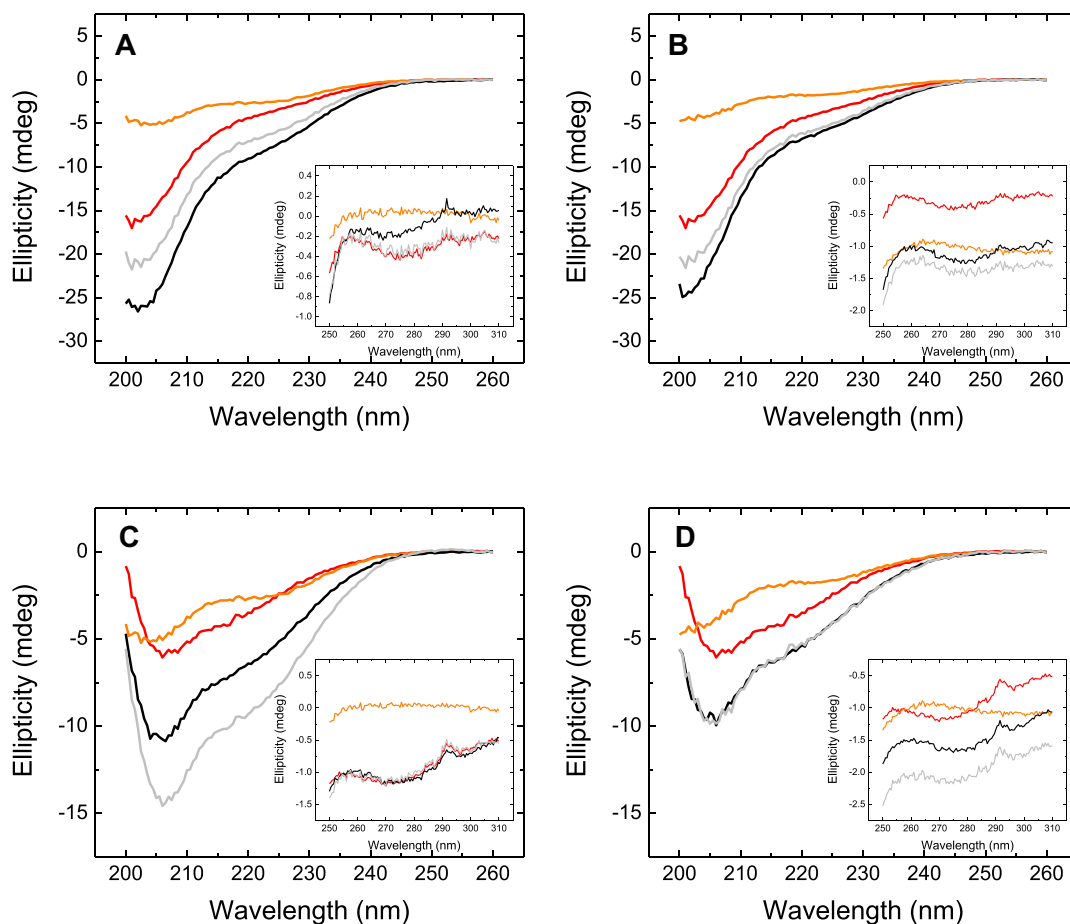 A
Ellipticity (mdeg)
5
0
-5
-10
-15
-20
-25
-30
200 210 220 230 240 250 260
Wavelength (nm)
Ellipticity (mdeg)
0.4
0.2
0.0
-0.2
-0.4
-0.6
-0.8
-1.0
250 260 270 280 290 300 310
Wavelength (nm)
B
Ellipticity (mdeg)
5
0
-5
-10
-15
-20
-25
-30
200 210 220 230 240 250 260
Wavelength (nm)
Ellipticity (mdeg)
0.0
-0.5
-1.0
-1.5
-2.0
250 260 270 280 290 300 310
Wavelength (nm)
C
Ellipticity (mdeg)
0
-5
-10
-15
200 210 220 230 240 250 260
Wavelength (nm)
Ellipticity (mdeg)
0.5
0.0
-0.5
-1.0
-1.5
250 260 270 280 290 300 310
Wavelength (nm)
D
Ellipticity (mdeg)
0
-5
-10
-15
200 210 220 230 240 250 260
Wavelength (nm)
Ellipticity (mdeg)
-0.5
-1.0
-1.5
-2.0
-2.5
250 260 270 280 290 300 310
Wavelength (nm)